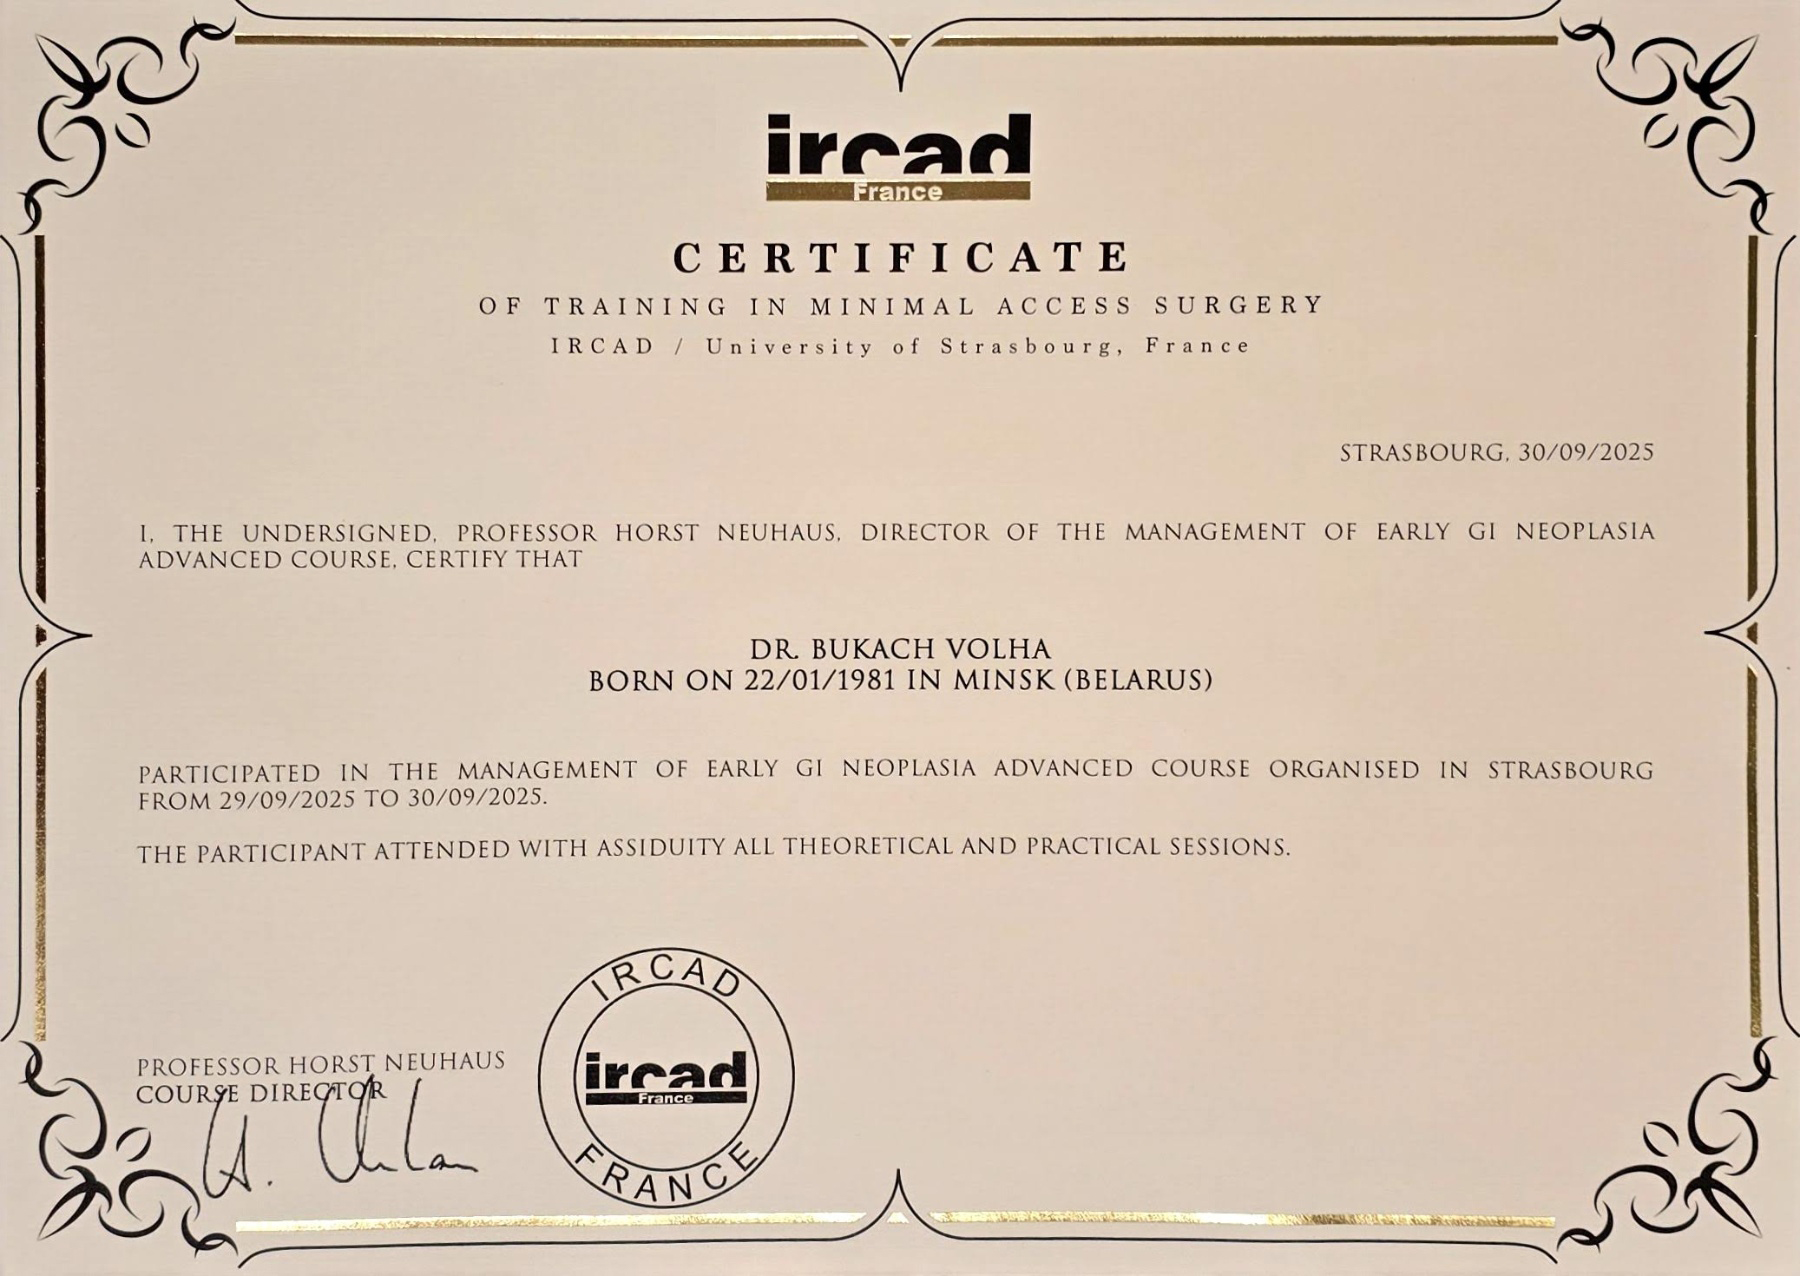 ircad
France
CERTIFICATE
OF TRAINING IN MINIMAL ACCESS SURGERY
IRCAD / University of Strasbourg, France
STRASBOURG, 30/09/2025
I, THE UNDERSIGNED, PROFESSOR HORST NEUHAUS, DIRECTOR OF THE MANAGEMENT OF EARLY GI NEOPLASIA
ADVANCED COURSE, CERTIFY THAT
DR. BUKACH VOLHA
BORN ON 22/01/1981 IN MINSK (BELARUS)
PARTICIPATED IN THE MANAGEMENT OF EARLY GI NEOPLASIA ADVANCED COURSE ORGANISED IN STRASBOURG
FROM 29/09/2025 TO 30/09/2025.
THE PARTICIPANT ATTENDED WITH ASSIDUITY ALL THEORETICAL AND PRACTICAL SESSIONS.
PROFESSOR HORST NEUHAUS
COURSE DIRECTOR
IRCAD
ircad
France
FRANCE